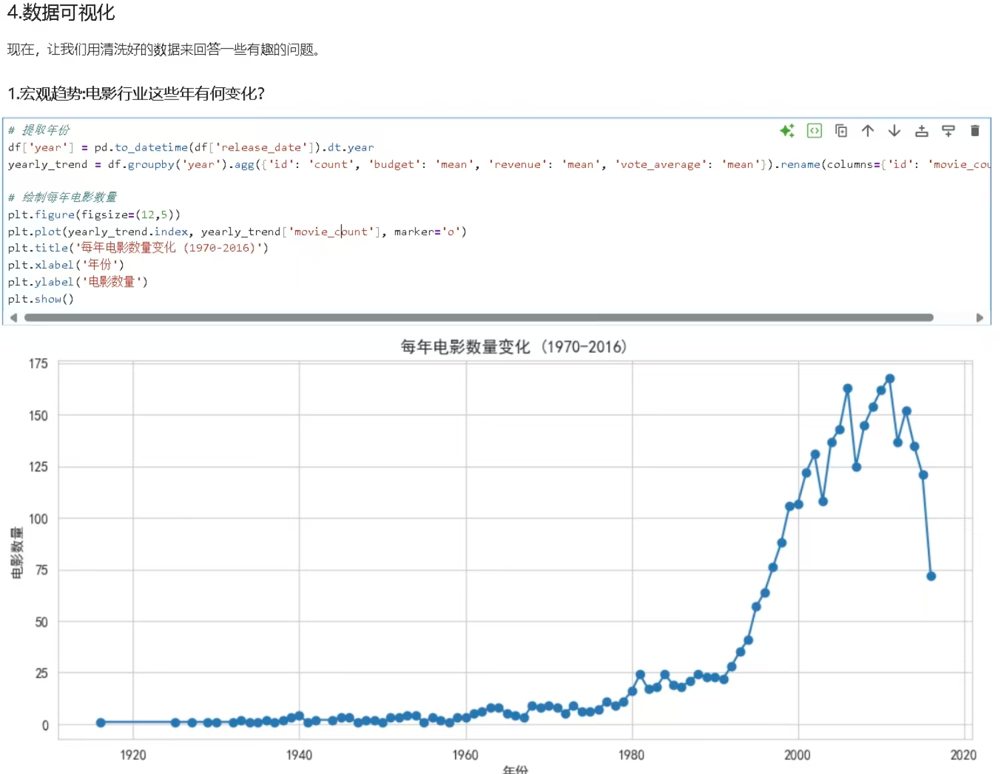 4.数据可视化
现在，让我们用清洗好的数据来回答一些有趣的问题。
1.宏观趋势:电影行业这些年有何变化?
# 提取年份
df['year'] = pd.to_datetime(df['release_date']).dt.year
yearly_trend = df.groupby('year').agg({'id': 'count', 'budget': 'mean', 'revenue': 'mean', 'vote_average': 'mean'}).rename(columns={'id': 'movie_cou
# 绘制每年电影数量
plt.figure(figsize=(12,5))
plt.plot(yearly_trend.index, yearly_trend['movie_count'], marker='o')
plt.title('每年电影数量变化 (1970-2016)')
plt.xlabel('年份')
plt.ylabel('电影数量')
plt.show()
每年电影数量变化 (1970-2016)
175
150
125
100
75
50
25
0
电影数量
1920 1940 1960 1980 2000 2020
年份